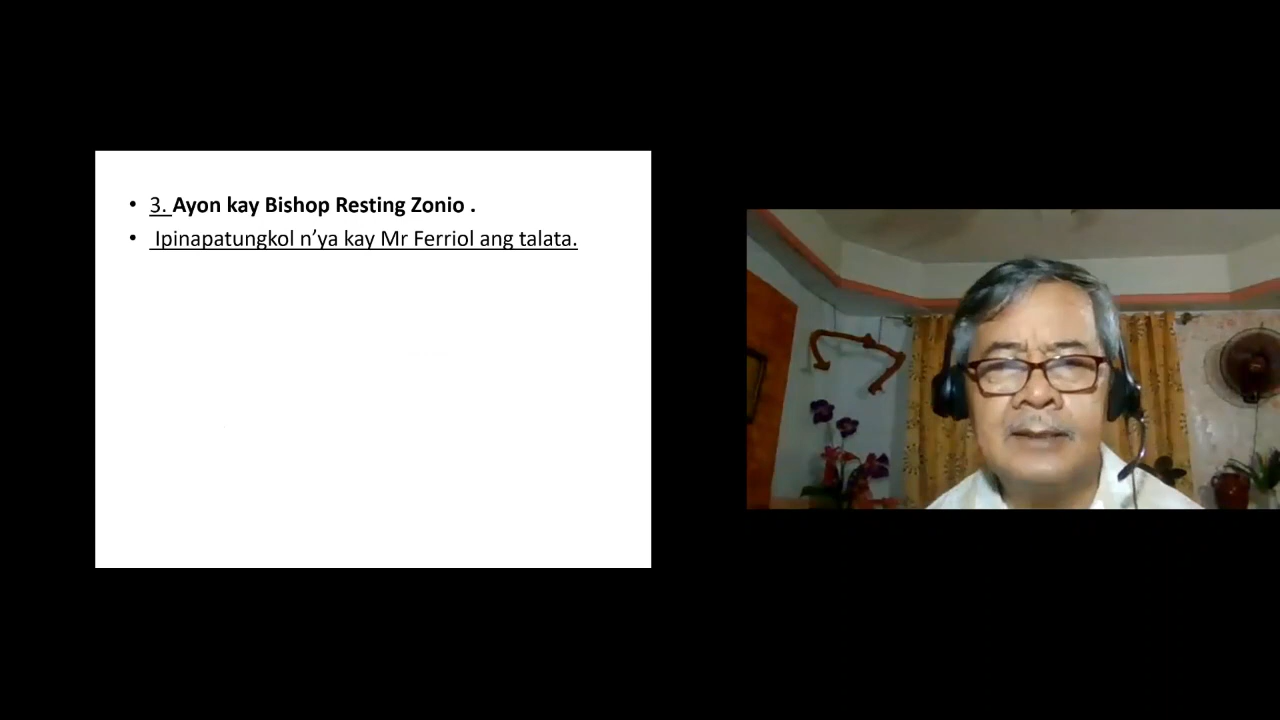 • 3. Ayon kay Bishop Resting Zonio .
• Ipinapatungkol n’ya kay Mr Ferriol ang talata.